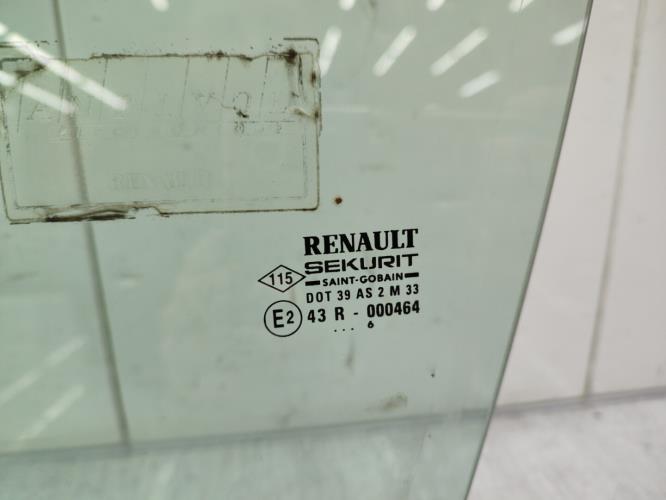 RENAULT
SEKURIT
SAINT-GOBAIN
115
DOT 39 AS 2 M 33
E2 43 R - 000464
... 6